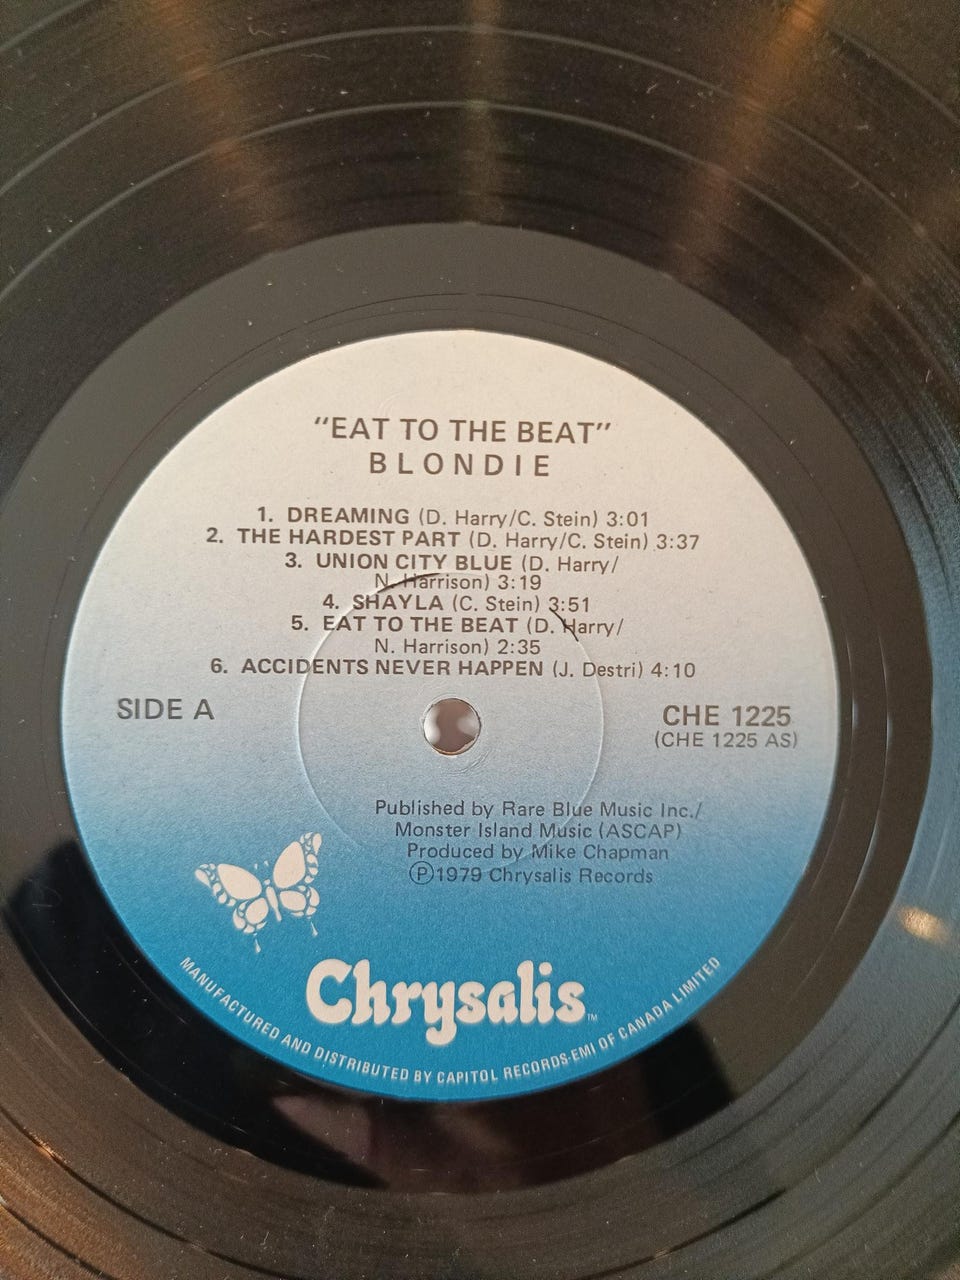 "EAT TO THE BEAT"
BLONDIE
1. DREAMING (D. Harry/C. Stein) 3:01
2. THE HARDEST PART (D. Harry/C. Stein) 3:37
3. UNION CITY BLUE (D. Harry/
N. Harrison) 3:19
4. SHAYLA (C. Stein) 3:51
5. EAT TO THE BEAT (D. Harry/
N. Harrison) 2:35
6. ACCIDENTS NEVER HAPPEN (J. Destri) 4:10
SIDE A
CHE 1225
(CHE 1225 AS)
Published by Rare Blue Music Inc./
Monster Island Music (ASCAP)
Produced by Mike Chapman
Ⓟ1979 Chrysalis Records
Chrysalis™
MANUFACTURED AND DISTRIBUTED BY CAPITOL RECORDS-EMI OF CANADA LIMITED